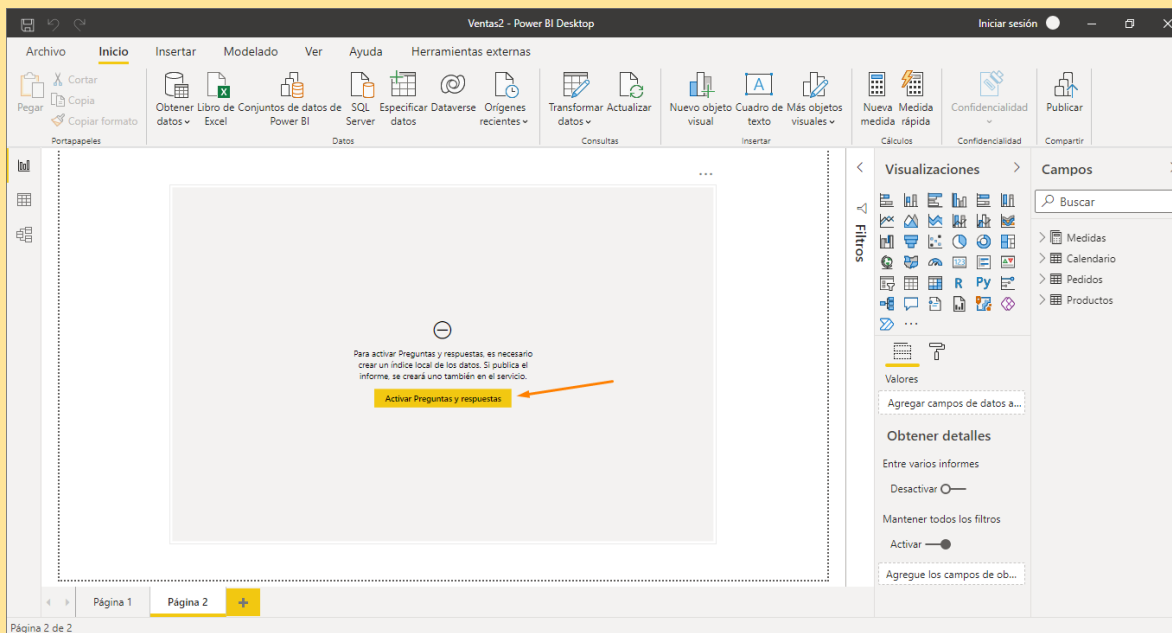 Ventas2 - Power BI Desktop
Iniciar sesión
Archivo Inicio Insertar Modelado Ver Ayuda Herramientas externas
Pegar
Cortar
Copia
Copiar formato
Portapapeles
Obtener datos
Libro de Excel
Conjuntos de datos de Power BI
SQL Server
Especificar datos
Dataverse
Orígenes recientes
Datos
Transformar datos
Actualizar
Consultas
Nuevo objeto visual
Cuadro de texto
Más objetos visuales
Insertar
Nueva medida
Medida rápida
Cálculos
Confidencialidad
Confidencialidad
Publicar
Compartir
Para activar Preguntas y respuestas, es necesario
crear un índice local de los datos. Si publica el
informe, se creará uno también en el servicio.
Activar Preguntas y respuestas
Filtros
Visualizaciones
123
R Py
Valores
Agregar campos de datos a...
Obtener detalles
Entre varios informes
Desactivar
Mantener todos los filtros
Activar
Agregue los campos de ob...
Campos
Buscar
Medidas
Calendario
Pedidos
Productos
Página 1 Página 2 +
Página 2 de 2